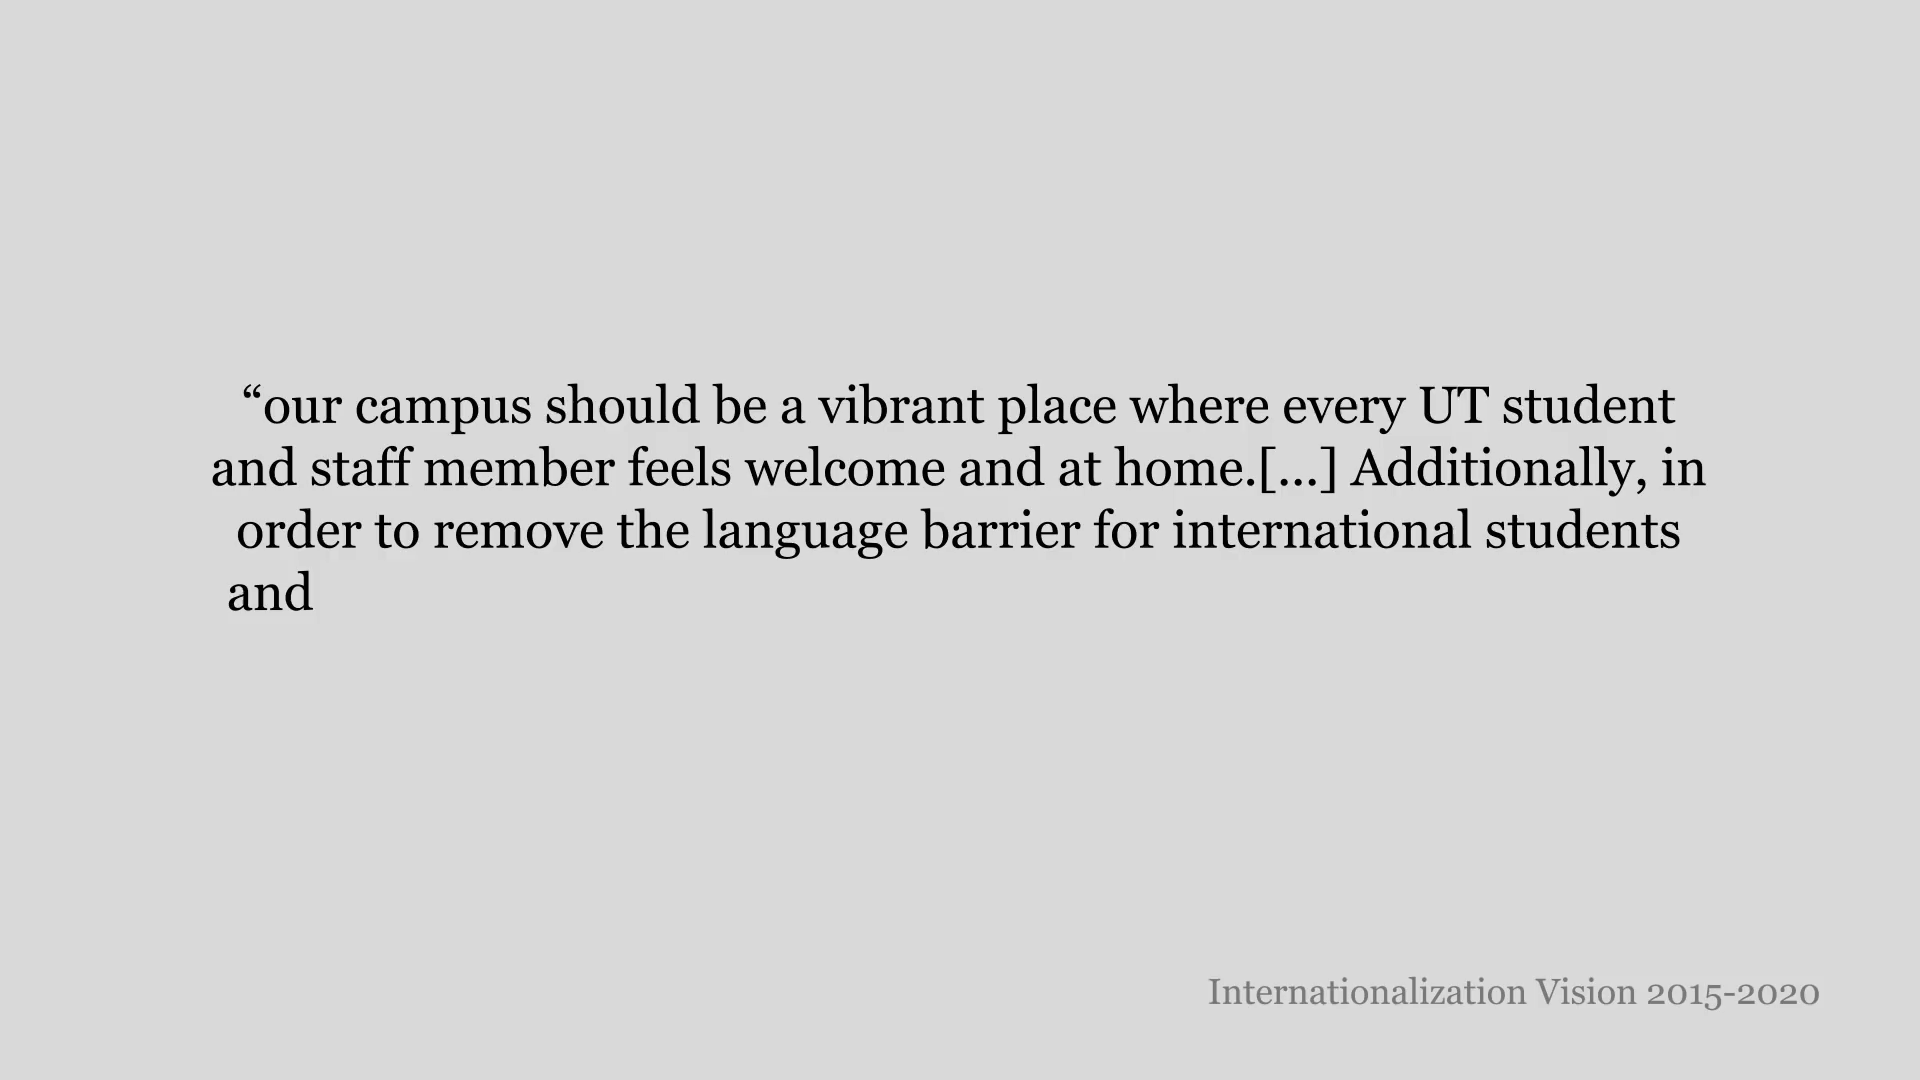 “our campus should be a vibrant place where every UT student
and staff member feels welcome and at home.[...] Additionally, in
order to remove the language barrier for international students
and
Internationalization Vision 2015-2020